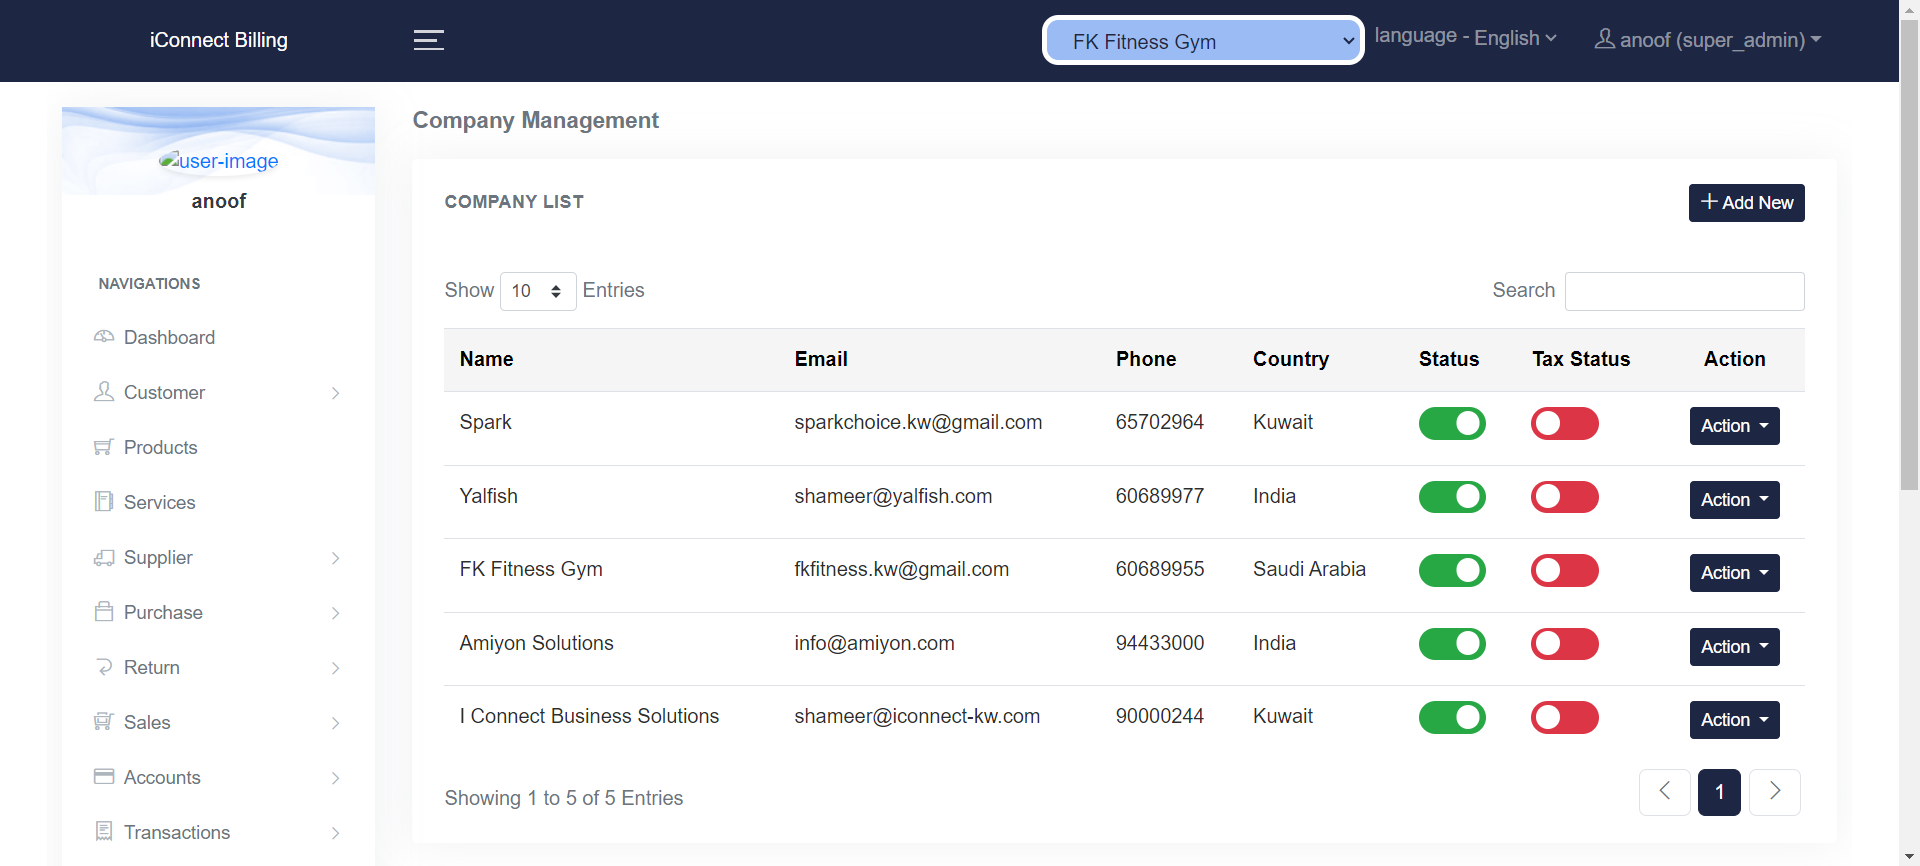 iConnect Billing
FK Fitness Gym
language - English
anoof (super_admin)
user-image
anoof
NAVIGATIONS
Dashboard
Customer
Products
Services
Supplier
Purchase
Return
Sales
Accounts
Transactions
Company Management
COMPANY LIST
Add New
Show 10 Entries
Search
Name Email Phone Country Status Tax Status Action
Spark sparkchoice.kw@gmail.com 65702964 Kuwait Action
Yalfish shameer@yalfish.com 60689977 India Action
FK Fitness Gym fkfitness.kw@gmail.com 60689955 Saudi Arabia Action
Amiyon Solutions info@amiyon.com 94433000 India Action
I Connect Business Solutions shameer@iconnect-kw.com 90000244 Kuwait Action
Showing 1 to 5 of 5 Entries
1